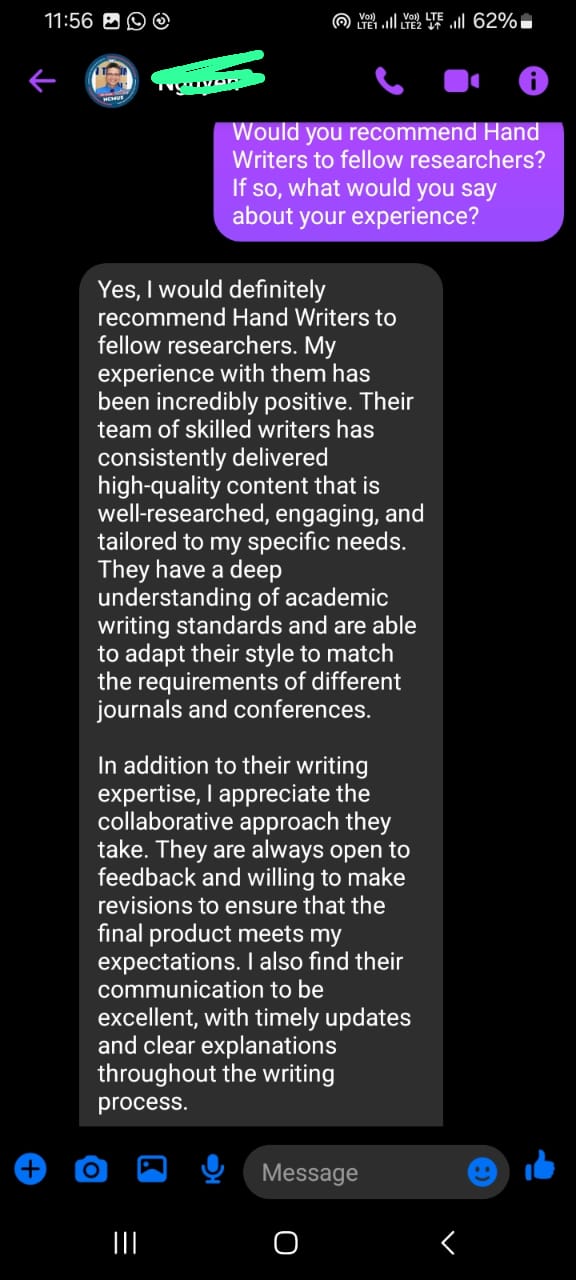 11:56
Vo)) LTE1 Vo)) LTE2 LTE 62%
Would you recommend Hand
Writers to fellow researchers?
If so, what would you say
about your experience?
Yes, I would definitely
recommend Hand Writers to
fellow researchers. My
experience with them has
been incredibly positive. Their
team of skilled writers has
consistently delivered
high-quality content that is
well-researched, engaging, and
tailored to my specific needs.
They have a deep
understanding of academic
writing standards and are able
to adapt their style to match
the requirements of different
journals and conferences.
In addition to their writing
expertise, I appreciate the
collaborative approach they
take. They are always open to
feedback and willing to make
revisions to ensure that the
final product meets my
expectations. I also find their
communication to be
excellent, with timely updates
and clear explanations
throughout the writing
process.
Message